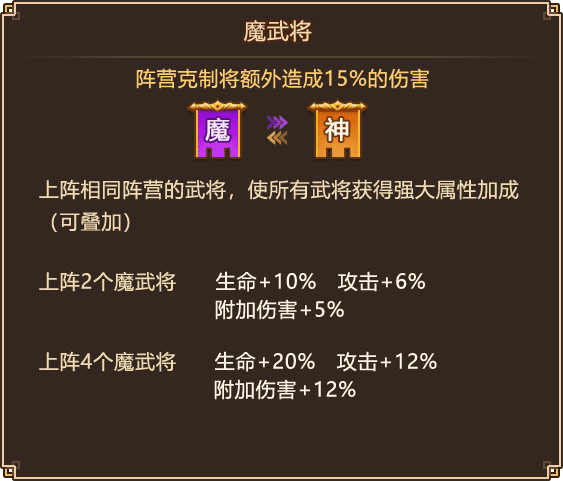 魔武将
阵营克制将额外造成15%的伤害
魔 神
上阵相同阵营的武将，使所有武将获得强大属性加成
（可叠加）
上阵2个魔武将 生命+10% 攻击+6%
附加伤害+5%
上阵4个魔武将 生命+20% 攻击+12%
附加伤害+12%